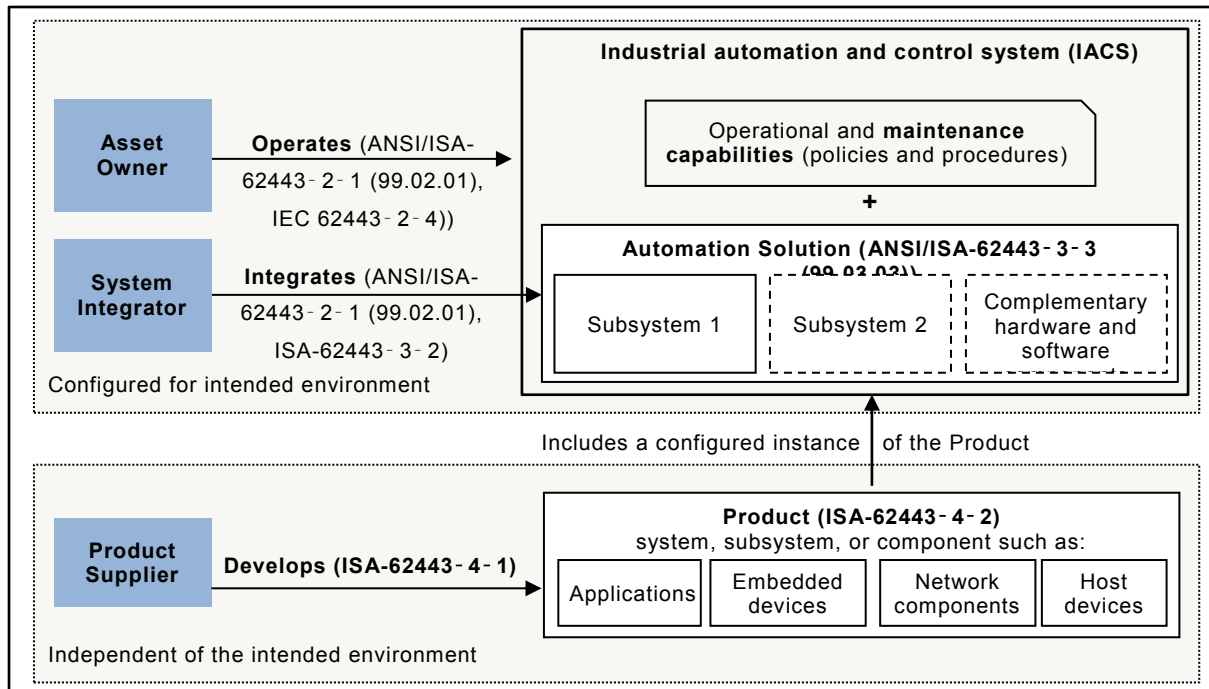 Industrial automation and control system (IACS)
Asset
Owner
Operates (ANSI/ISA-
62443-2-1 (99.02.01),
IEC 62443-2-4))
Operational and maintenance
capabilities (policies and procedures)
+
System
Integrator
Integrates (ANSI/ISA-
62443-2-1 (99.02.01),
ISA-62443-3-2)
Automation Solution (ANSI/ISA-62443-3-3
(99.03.03))
Subsystem 1
Subsystem 2
Complementary
hardware and
software
Configured for intended environment
Includes a configured instance of the Product
Product
Supplier
Develops (ISA-62443-4-1)
Product (ISA-62443-4-2)
system, subsystem, or component such as:
Applications
Embedded
devices
Network
components
Host
devices
Independent of the intended environment